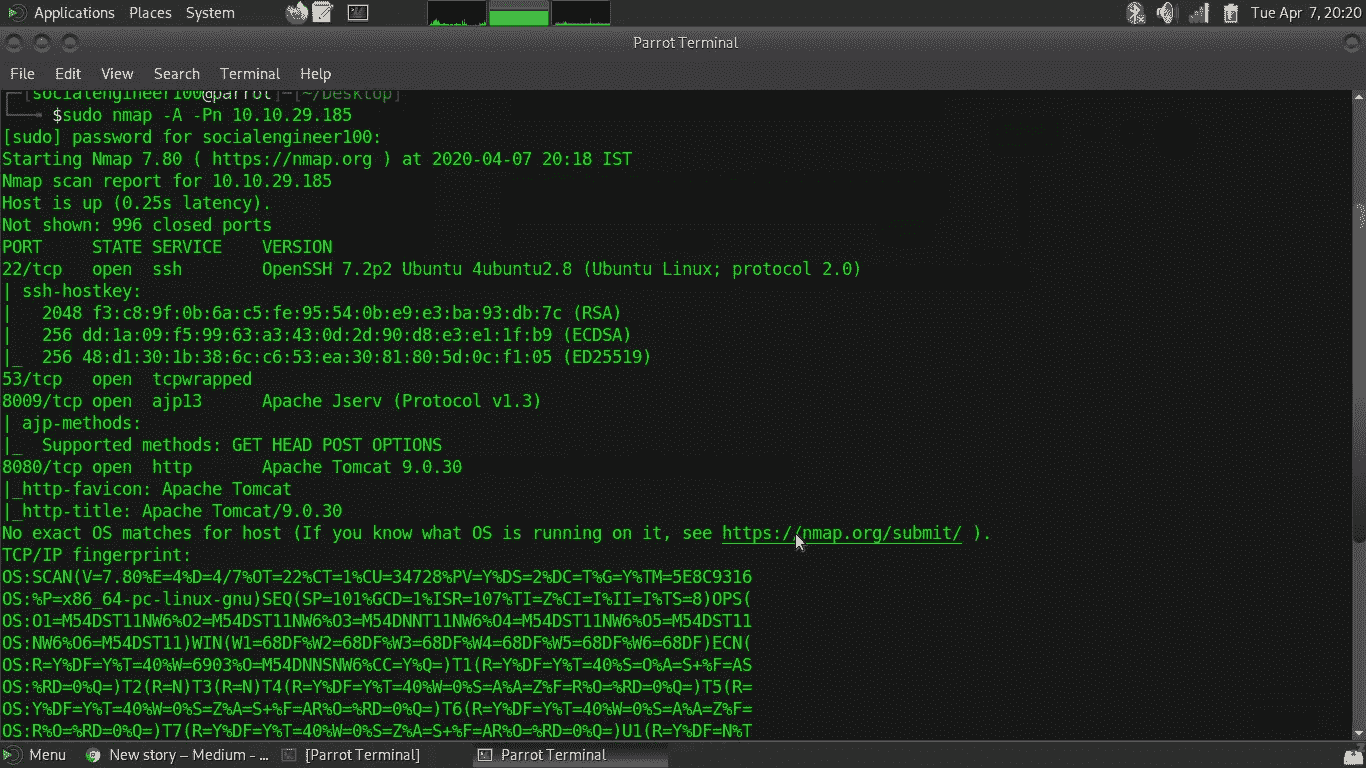 Applications Places System
Tue Apr 7, 20:20
Parrot Terminal
File Edit View Search Terminal Help
[socialengineer100@parrot]─[~/Desktop]
$sudo nmap -A -Pn 10.10.29.185
[sudo] password for socialengineer100:
Starting Nmap 7.80 ( https://nmap.org ) at 2020-04-07 20:18 IST
Nmap scan report for 10.10.29.185
Host is up (0.25s latency).
Not shown: 996 closed ports
PORT     STATE SERVICE    VERSION
22/tcp   open  ssh        OpenSSH 7.2p2 Ubuntu 4ubuntu2.8 (Ubuntu Linux; protocol 2.0)
| ssh-hostkey:
|   2048 f3:c8:9f:0b:6a:c5:fe:95:54:0b:e9:e3:ba:93:db:7c (RSA)
|   256 dd:1a:09:f5:99:63:a3:43:0d:2d:90:d8:e3:e1:1f:b9 (ECDSA)
|_  256 48:d1:30:1b:38:6c:c6:53:ea:30:81:80:5d:0c:f1:05 (ED25519)
53/tcp   open  tcpwrapped
8009/tcp open  ajp13      Apache Jserv (Protocol v1.3)
| ajp-methods:
|_  Supported methods: GET HEAD POST OPTIONS
8080/tcp open  http       Apache Tomcat 9.0.30
|_http-favicon: Apache Tomcat
|_http-title: Apache Tomcat/9.0.30
No exact OS matches for host (If you know what OS is running on it, see https://nmap.org/submit/ ).
TCP/IP fingerprint:
OS:SCAN(V=7.80%E=4%D=4/7%OT=22%CT=1%CU=34728%PV=Y%DS=2%DC=T%G=Y%TM=5E8C9316
OS:%P=x86_64-pc-linux-gnu)SEQ(SP=101%GCD=1%ISR=107%TI=Z%CI=I%II=I%TS=8)OPS(
OS:O1=M54DST11NW6%O2=M54DST11NW6%O3=M54DNNT11NW6%O4=M54DST11NW6%O5=M54DST11
OS:NW6%O6=M54DST11)WIN(W1=68DF%W2=68DF%W3=68DF%W4=68DF%W5=68DF%W6=68DF)ECN(
OS:R=Y%DF=Y%T=40%W=6903%O=M54DNNSNW6%CC=Y%Q=)T1(R=Y%DF=Y%T=40%S=O%A=S+%F=AS
OS:%RD=0%Q=)T2(R=N)T3(R=N)T4(R=Y%DF=Y%T=40%W=0%S=A%A=Z%F=R%O=%RD=0%Q=)T5(R=
OS:Y%DF=Y%T=40%W=0%S=Z%A=S+%F=AR%O=%RD=0%Q=)T6(R=Y%DF=Y%T=40%W=0%S=A%A=Z%F=
OS:R%O=%RD=0%Q=)T7(R=Y%DF=Y%T=40%W=0%S=Z%A=S+%F=AR%O=%RD=0%Q=)U1(R=Y%DF=N%T
Menu New story – Medium - ... [Parrot Terminal] Parrot Terminal